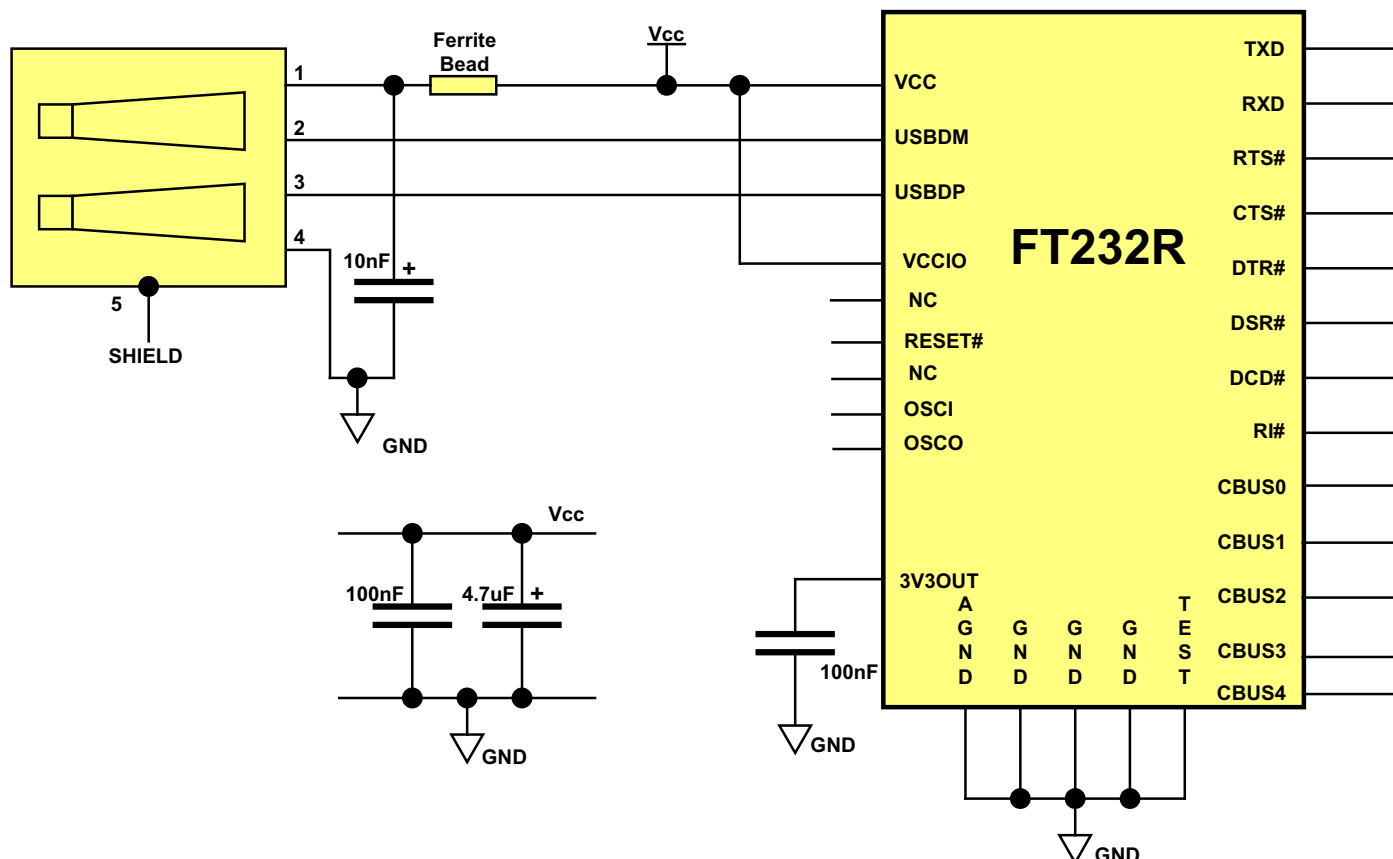 Ferrite
Bead
Vcc
1
2
3
4
5
SHIELD
10nF +
GND
Vcc
100nF
4.7uF +
GND
FT232R
VCC
USBDM
USBDP
VCCIO
NC
RESET#
NC
OSCI
OSCO
3V3OUT
100nF
GND
AGND
GND
GND
GND
TEST
GND
TXD
RXD
RTS#
CTS#
DTR#
DSR#
DCD#
RI#
CBUS0
CBUS1
CBUS2
CBUS3
CBUS4